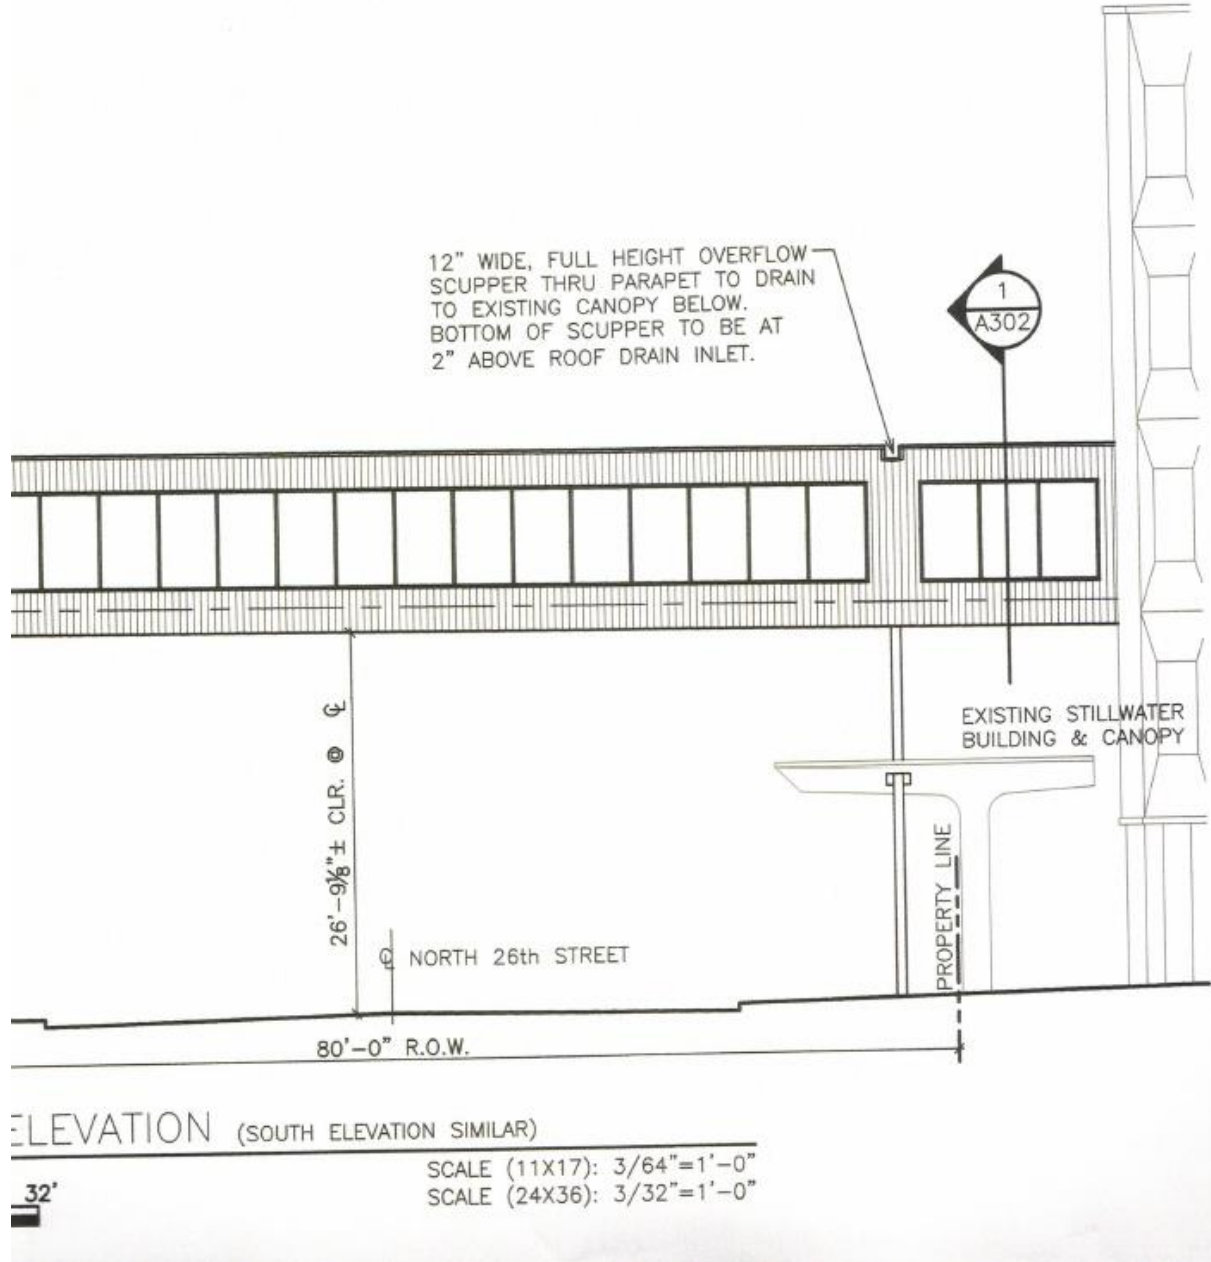 12" WIDE, FULL HEIGHT OVERFLOW
SCUPPER THRU PARAPET TO DRAIN
TO EXISTING CANOPY BELOW.
BOTTOM OF SCUPPER TO BE AT
2" ABOVE ROOF DRAIN INLET.
1
A302
EXISTING STILLWATER
BUILDING & CANOPY
26'-9⅛"± CLR. @ ℄
PROPERTY LINE
℄ NORTH 26th STREET
80'-0" R.O.W.
ELEVATION (SOUTH ELEVATION SIMILAR)
SCALE (11X17): 3/64"=1'-0"
SCALE (24X36): 3/32"=1'-0"
32'